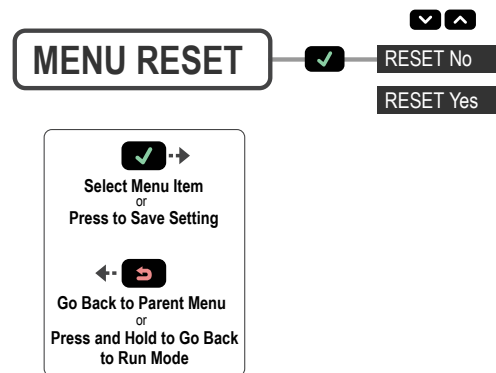 MENU RESET
RESET No
RESET Yes
Select Menu Item
or
Press to Save Setting
Go Back to Parent Menu
or
Press and Hold to Go Back
to Run Mode